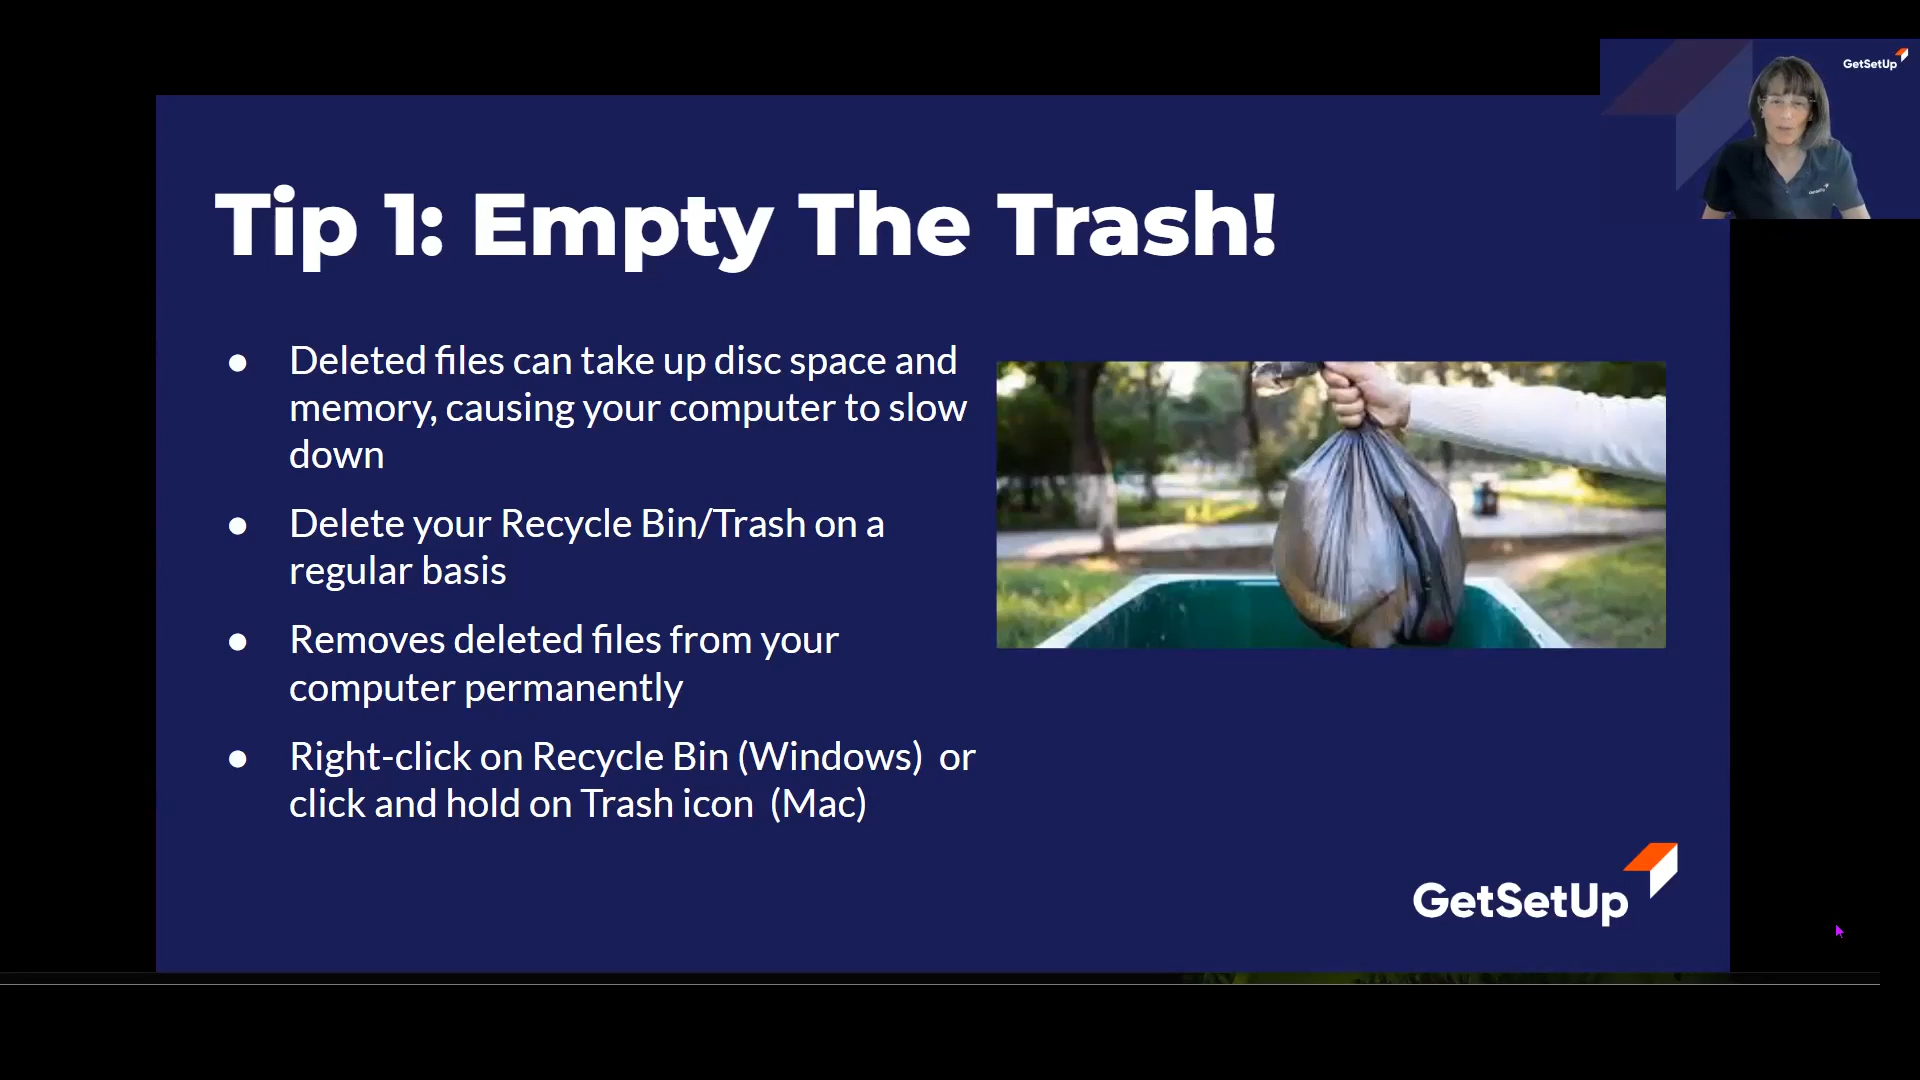 GetSetUp
Tip 1: Empty The Trash!
● Deleted files can take up disc space and
memory, causing your computer to slow
down
● Delete your Recycle Bin/Trash on a
regular basis
● Removes deleted files from your
computer permanently
● Right-click on Recycle Bin (Windows)  or
click and hold on Trash icon  (Mac)
GetSetUp